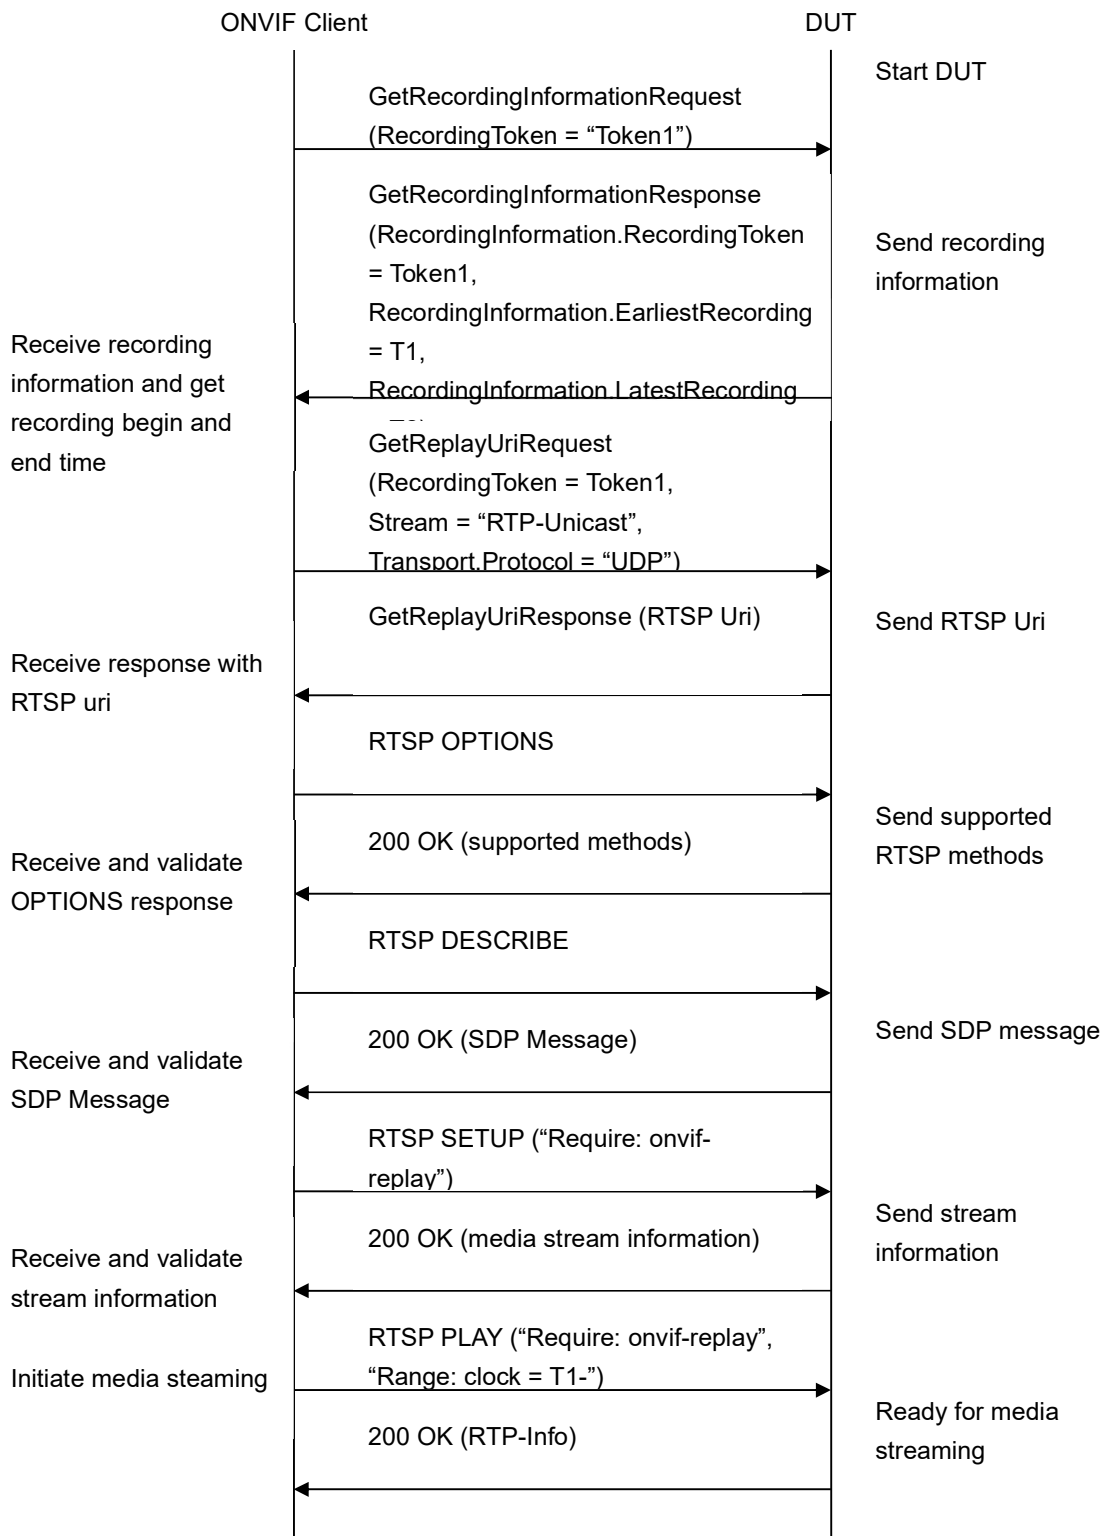 ONVIF Client
DUT
Start DUT
GetRecordingInformationRequest
(RecordingToken = “Token1”)
GetRecordingInformationResponse
(RecordingInformation.RecordingToken
= Token1,
RecordingInformation.EarliestRecording
= T1,
RecordingInformation.LatestRecording
Send recording
information
Receive recording
information and get
recording begin and
end time
GetReplayUriRequest
(RecordingToken = Token1,
Stream = “RTP-Unicast”,
Transport.Protocol = “UDP”)
GetReplayUriResponse (RTSP Uri)
Send RTSP Uri
Receive response with
RTSP uri
RTSP OPTIONS
200 OK (supported methods)
Send supported
RTSP methods
Receive and validate
OPTIONS response
RTSP DESCRIBE
200 OK (SDP Message)
Send SDP message
Receive and validate
SDP Message
RTSP SETUP (“Require: onvif-
replay”)
200 OK (media stream information)
Send stream
information
Receive and validate
stream information
RTSP PLAY (“Require: onvif-replay”,
“Range: clock = T1-”)
Initiate media steaming
200 OK (RTP-Info)
Ready for media
streaming